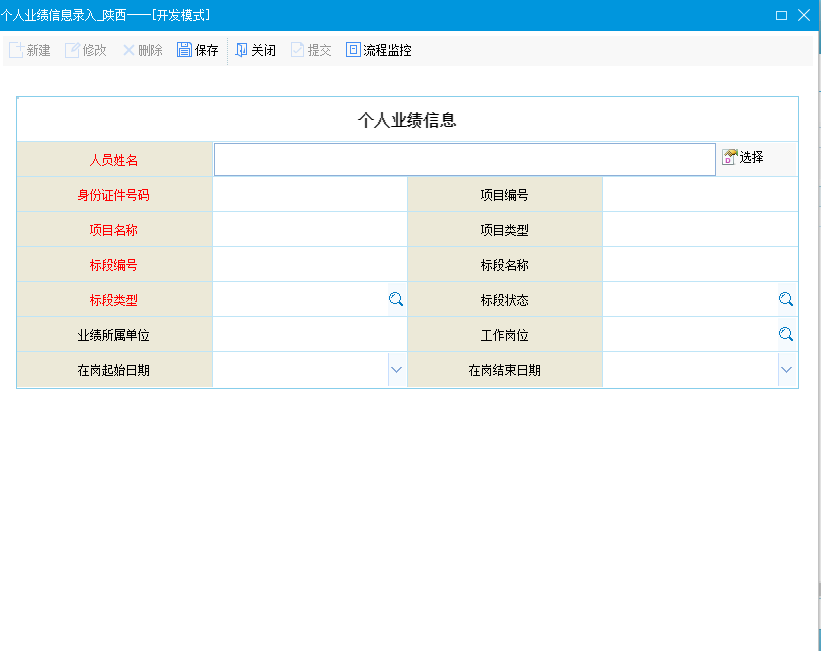 个人业绩信息录入_陕西——[开发模式]
新建 修改 删除 保存 关闭 提交 流程监控
个人业绩信息
人员姓名 选择
身份证件号码 项目编号
项目名称 项目类型
标段编号 标段名称
标段类型 标段状态
业绩所属单位 工作岗位
在岗起始日期 在岗结束日期